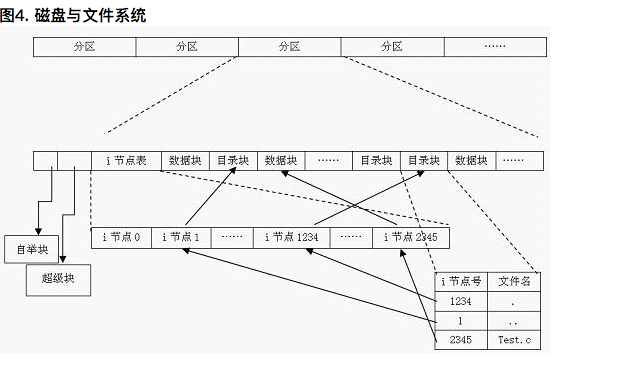 图4. 磁盘与文件系统
分区 分区 分区 分区 ……
i 节点表 数据块 目录块 数据块 …… 目录块 目录块 数据块 ……
i 节点 0 i 节点 1 …… i 节点 1234 …… i 节点 2345
自举块
超级块
i 节点号 文件名
1234 .
1 ..
2345 Test.c